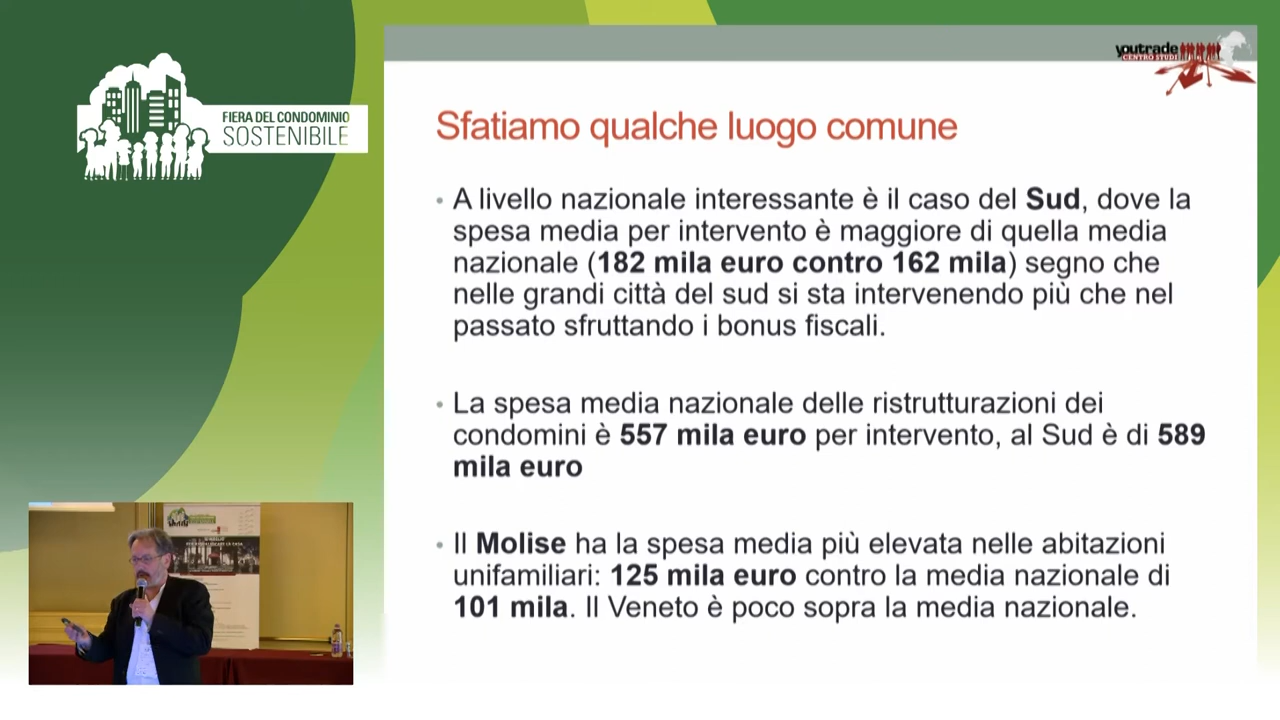 FIERA DEL CONDOMINIO
SOSTENIBILE
youtrade
CENTRO STUDI
Sfatiamo qualche luogo comune
• A livello nazionale interessante è il caso del Sud, dove la
spesa media per intervento è maggiore di quella media
nazionale (182 mila euro contro 162 mila) segno che
nelle grandi città del sud si sta intervenendo più che nel
passato sfruttando i bonus fiscali.
• La spesa media nazionale delle ristrutturazioni dei
condomini è 557 mila euro per intervento, al Sud è di 589
mila euro
• Il Molise ha la spesa media più elevata nelle abitazioni
unifamiliari: 125 mila euro contro la media nazionale di
101 mila. Il Veneto è poco sopra la media nazionale.